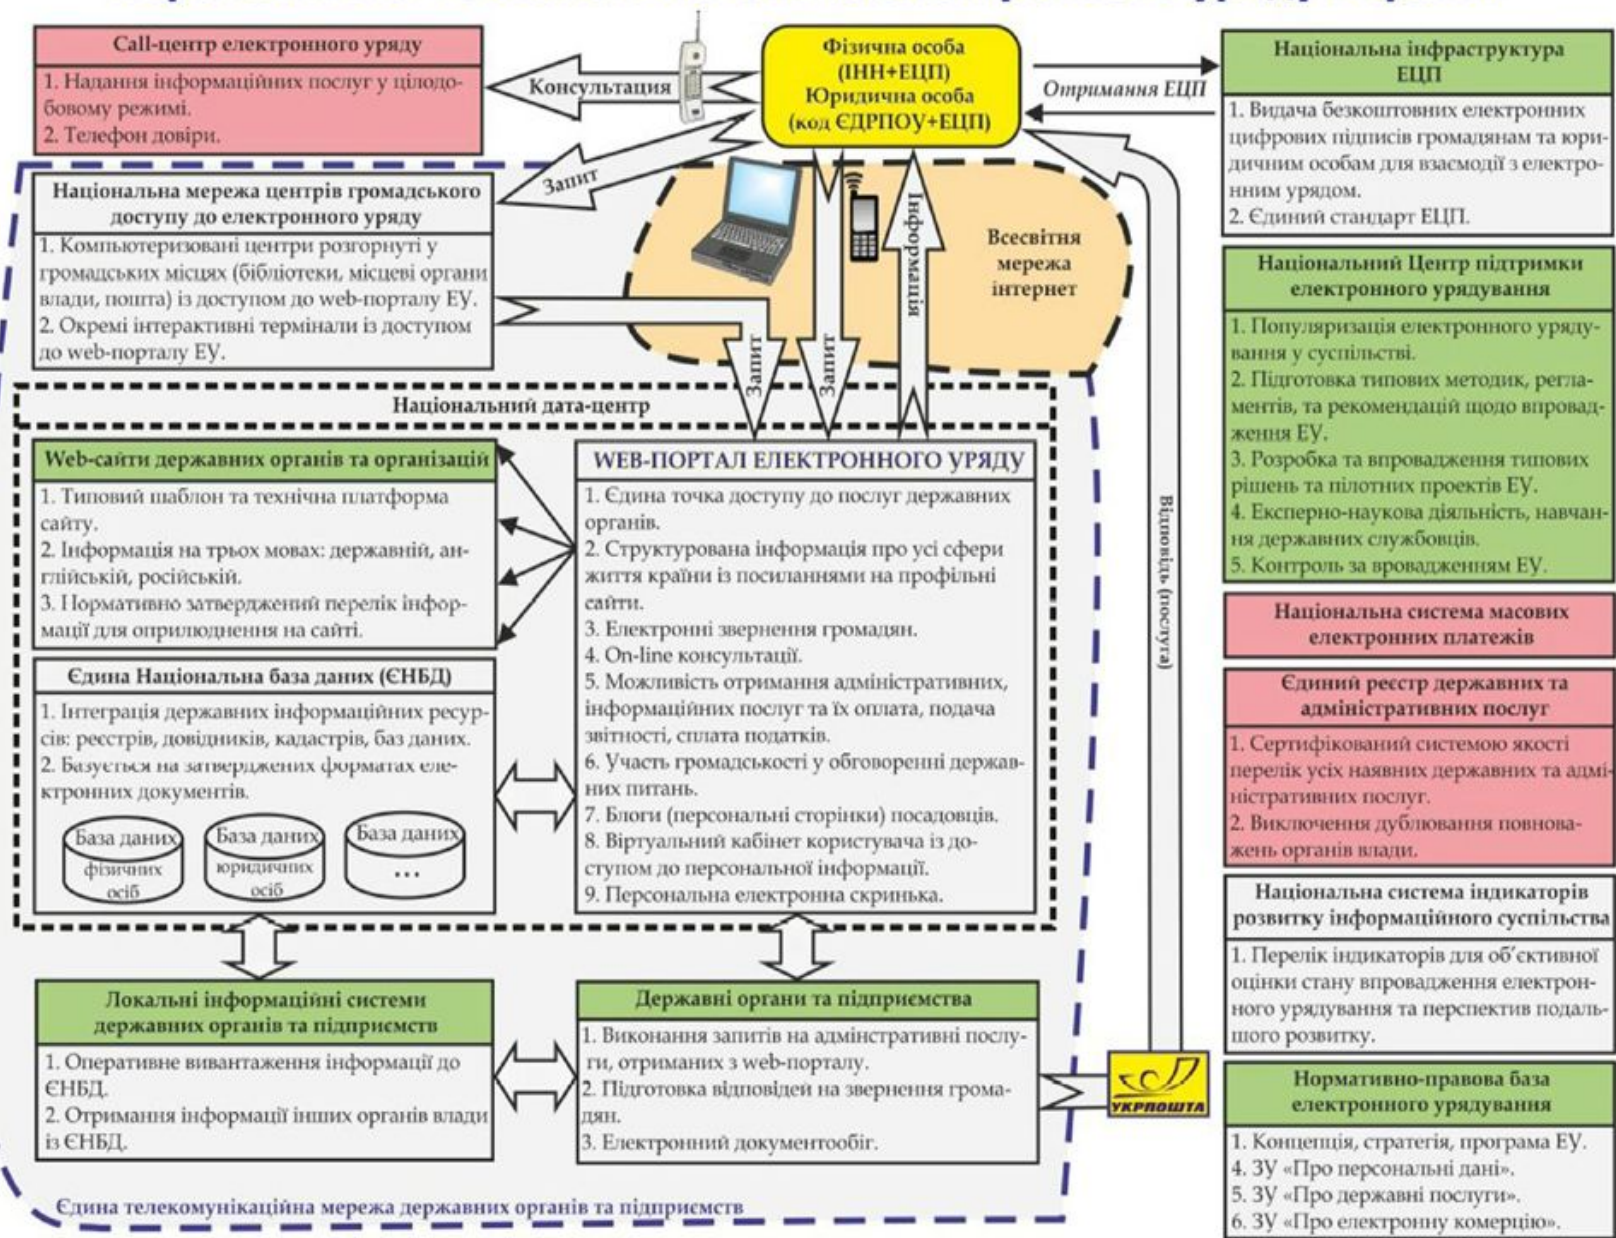 Call-центр електронного уряду
1. Надання інформаційних послуг у цілодо-
бовому режимі.
2. Телефон довіри.
Консультация
Фізична особа
(ІНН+ЕЦП)
Юридична особа
(код ЄДРПОУ+ЕЦП)
Отримання ЕЦП
Національна інфраструктура
ЕЦП
1. Видача безкоштовних електронних
цифрових підписів громадянам та юри-
дичним особам для взаємодії з електро-
нним урядом.
2. Єдиний стандарт ЕЦП.
Запит
Національна мережа центрів громадського
доступу до електронного уряду
1. Компьютеризовані центри розгорнуті у
громадських місцях (бібліотеки, місцеві органи
влади, пошта) із доступом до web-порталу ЕУ.
2. Окремі інтерактивні термінали із доступом
до web-порталу ЕУ.
Запит
Запит
Інформація
Всесвітня
мережа
інтернет
Національний Центр підтримки
електронного урядування
1. Популяризація електронного уряду-
вання у суспільстві.
2. Підготовка типових методик, регла-
ментів, та рекомендацій щодо впровад-
ження ЕУ.
3. Розробка та впровадження типових
рішень та пілотних проектів ЕУ.
4. Експерно-наукова діяльність, навчан-
ня державних службовців.
5. Контроль за вровадженням ЕУ.
Національний дата-центр
Web-сайти державних органів та організацій
1. Типовий шаблон та технічна платформа
сайту.
2. Інформація на трьох мовах: державній, ан-
глійській, російській.
3. Нормативно затверджений перелік інфор-
мації для оприлюднення на сайті.
WEB-ПОРТАЛ ЕЛЕКТРОННОГО УРЯДУ
1. Єдина точка доступу до послуг державних
органів.
2. Структурована інформація про усі сфери
життя країни із посиланнями на профільні
сайти.
3. Електронні звернення громадян.
4. On-line консультації.
5. Можливість отримання адміністративних,
інформаційних послуг та їх оплата, подача
звітності, сплата податків.
6. Участь громадськості у обговоренні держав-
них питань.
7. Блоги (персональні сторінки) посадовців.
8. Віртуальний кабінет користувача із до-
ступом до персональної інформації.
9. Персональна електронна скринька.
Відповідь (послуга)
Національна система масових
електронних платежів
Єдиний реєстр державних та
адміністративних послуг
1. Сертифікований системою якості
перелік усіх наявних державних та адмі-
ністративних послуг.
2. Виключення дублювання повнова-
жень органів влади.
Єдина Національна база даних (ЄНБД)
1. Інтеграція державних інформаційних ресур-
сів: реєстрів, довідників, кадастрів, баз даних.
2. Базується на затверджених форматах еле-
ктронних документів.
База даних
фізичних
осіб
База даних
юридичних
осіб
База даних
...
Національна система індикаторів
розвитку інформаційного суспільства
1. Перелік індикаторів для об'єктивної
оцінки стану впровадження електрон-
ного урядування та перспектив подаль-
шого розвитку.
Локальні інформаційні системи
державних органів та підприємств
1. Оперативне вивантаження інформації до
ЄНБД.
2. Отримання інформації інших органів влади
із ЄНБД.
Державні органи та підприємства
1. Виконання запитів на адмінстративні послу-
ги, отриманих з web-порталу.
2. Підготовка відповідей на звернення грома-
дян.
3. Електронний документообіг.
УКРПОШТА
Нормативно-правова база
електронного урядування
1. Концепція, стратегія, програма ЕУ.
4. ЗУ «Про персональні дані».
5. ЗУ «Про державні послуги».
6. ЗУ «Про електронну комерцію».
Єдина телекомунікаційна мережа державних органів та підприємств